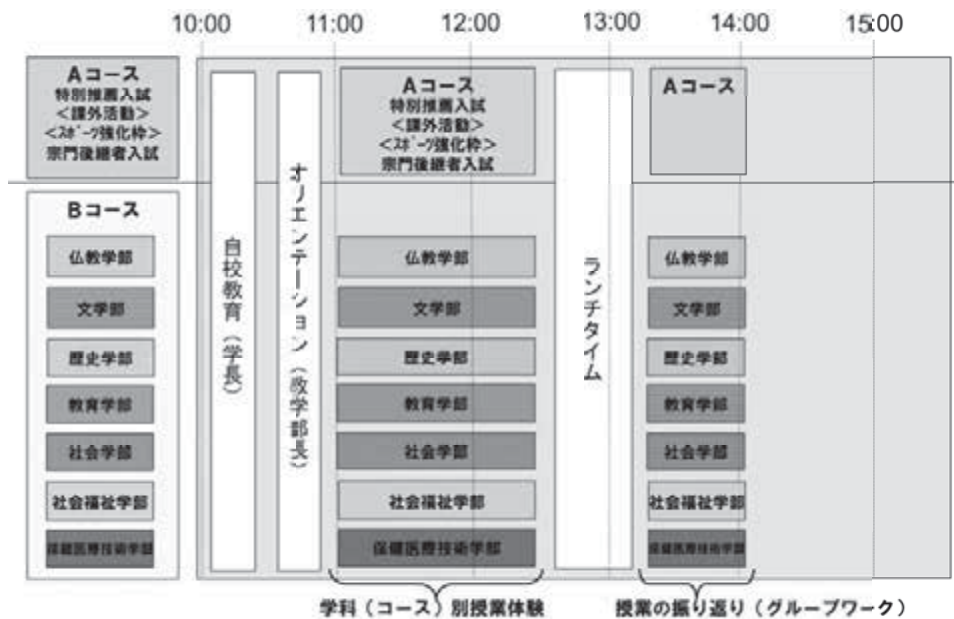 10:00 11:00 12:00 13:00 14:00 15:00
Aコース
特別推薦入試
<課外活動>
<スポーツ強化枠>
宗門後継者入試
Aコース
特別推薦入試
<課外活動>
<スポーツ強化枠>
宗門後継者入試
Aコース
Bコース
仏教学部
文学部
歴史学部
教育学部
社会学部
社会福祉学部
保健医療技術学部
自校教育(学長)
オリエンテーション(教学部長)
仏教学部
文学部
歴史学部
教育学部
社会学部
社会福祉学部
保健医療技術学部
ランチタイム
仏教学部
文学部
歴史学部
教育学部
社会学部
社会福祉学部
保健医療技術学部
学科(コース)別授業体験
授業の振り返り(グループワーク)